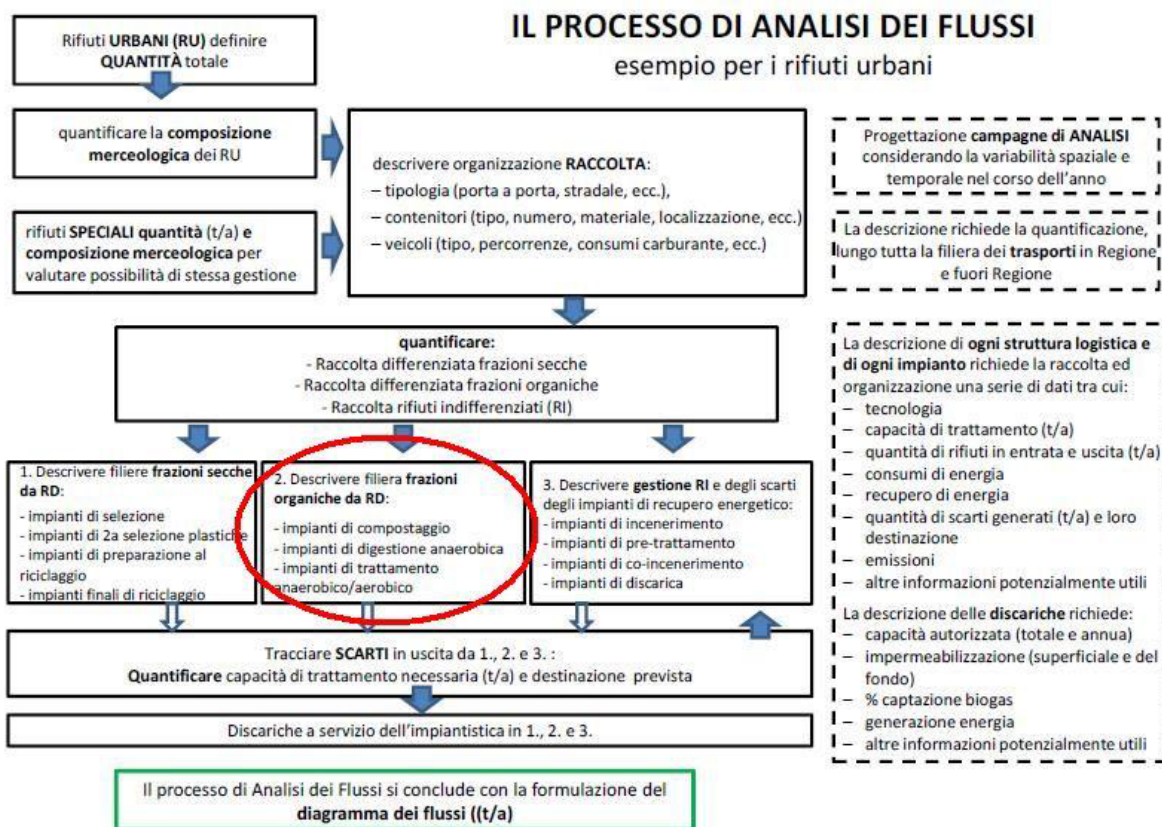 IL PROCESSO DI ANALISI DEI FLUSSI
esempio per i rifiuti urbani
Rifiuti URBANI (RU) definire
QUANTITÀ totale
quantificare la composizione
merceologica dei RU
rifiuti SPECIALI quantità (t/a) e
composizione merceologica per
valutare possibilità di stessa gestione
descrivere organizzazione RACCOLTA:
– tipologia (porta a porta, stradale, ecc.),
– contenitori (tipo, numero, materiale, localizzazione, ecc.)
– veicoli (tipo, percorrenze, consumi carburante, ecc.)
Progettazione campagne di ANALISI
considerando la variabilità spaziale e
temporale nel corso dell'anno
La descrizione richiede la quantificazione,
lungo tutta la filiera dei trasporti in Regione
e fuori Regione
quantificare:
- Raccolta differenziata frazioni secche
- Raccolta differenziata frazioni organiche
- Raccolta rifiuti indifferenziati (RI)
1. Descrivere filiere frazioni secche
da RD:
- impianti di selezione
- impianti di 2a selezione plastiche
- impianti di preparazione al
riciclaggio
- impianti finali di riciclaggio
2. Descrivere filiera frazioni
organiche da RD:
- impianti di compostaggio
- impianti di digestione anaerobica
- impianti di trattamento
anaerobico/aerobico
3. Descrivere gestione RI e degli scarti
degli impianti di recupero energetico:
- impianti di incenerimento
- impianti di pre-trattamento
- impianti di co-incenerimento
- impianti di discarica
La descrizione di ogni struttura logistica e
di ogni impianto richiede la raccolta ed
organizzazione una serie di dati tra cui:
– tecnologia
– capacità di trattamento (t/a)
– quantità di rifiuti in entrata e uscita (t/a)
– consumi di energia
– recupero di energia
– quantità di scarti generati (t/a) e loro
destinazione
– emissioni
– altre informazioni potenzialmente utili
La descrizione delle discariche richiede:
– capacità autorizzata (totale e annua)
– impermeabilizzazione (superficiale e del
fondo)
– % captazione biogas
– generazione energia
– altre informazioni potenzialmente utili
Tracciare SCARTI in uscita da 1., 2. e 3. :
Quantificare capacità di trattamento necessaria (t/a) e destinazione prevista
Discariche a servizio dell'impiantistica in 1., 2. e 3.
Il processo di Analisi dei Flussi si conclude con la formulazione del
diagramma dei flussi ((t/a)